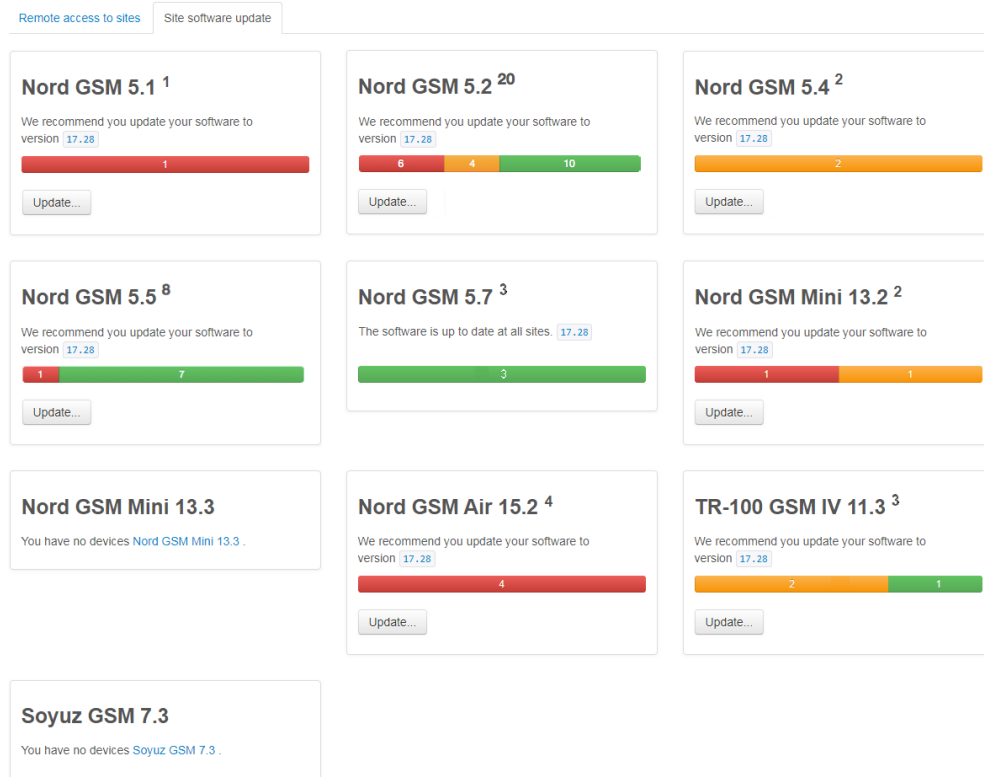 Remote access to sites
Site software update
Nord GSM 5.1 1
We recommend you update your software to
version 17.28
1
Update...
Nord GSM 5.2 20
We recommend you update your software to
version 17.28
6 4 10
Update...
Nord GSM 5.4 2
We recommend you update your software to
version 17.28
2
Update...
Nord GSM 5.5 8
We recommend you update your software to
version 17.28
1 7
Update...
Nord GSM 5.7 3
The software is up to date at all sites. 17.28
3
Nord GSM Mini 13.2 2
We recommend you update your software to
version 17.28
1 1
Update...
Nord GSM Mini 13.3
You have no devices Nord GSM Mini 13.3 .
Nord GSM Air 15.2 4
We recommend you update your software to
version 17.28
4
Update...
TR-100 GSM IV 11.3 3
We recommend you update your software to
version 17.28
2 1
Update...
Soyuz GSM 7.3
You have no devices Soyuz GSM 7.3 .